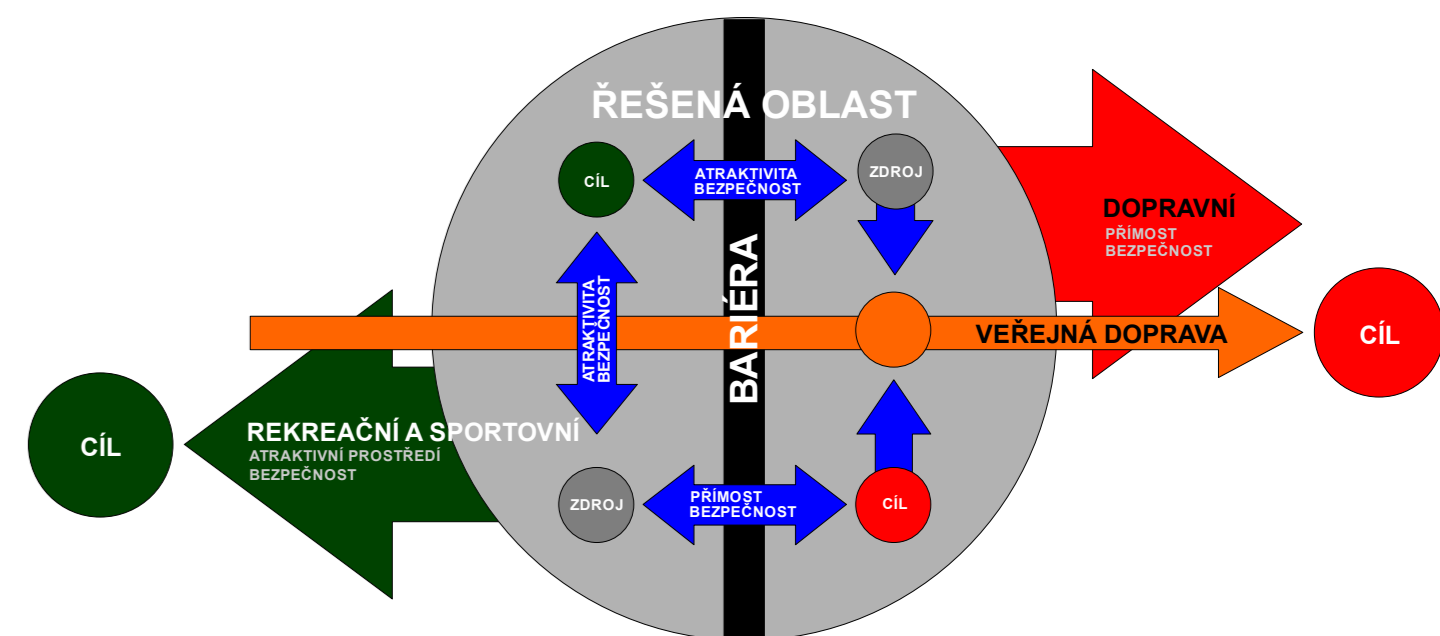 ŘEŠENÁ OBLAST
CÍL
ATRAKTIVITA
BEZPEČNOST
ZDROJ
DOPRAVNÍ
PŘÍMOST
BEZPEČNOST
BARIÉRA
ATRAKTIVITA
BEZPEČNOST
VEŘEJNÁ DOPRAVA
CÍL
CÍL
REKREAČNÍ A SPORTOVNÍ
ATRAKTIVNÍ PROSTŘEDÍ
BEZPEČNOST
ZDROJ
PŘÍMOST
BEZPEČNOST
CÍL